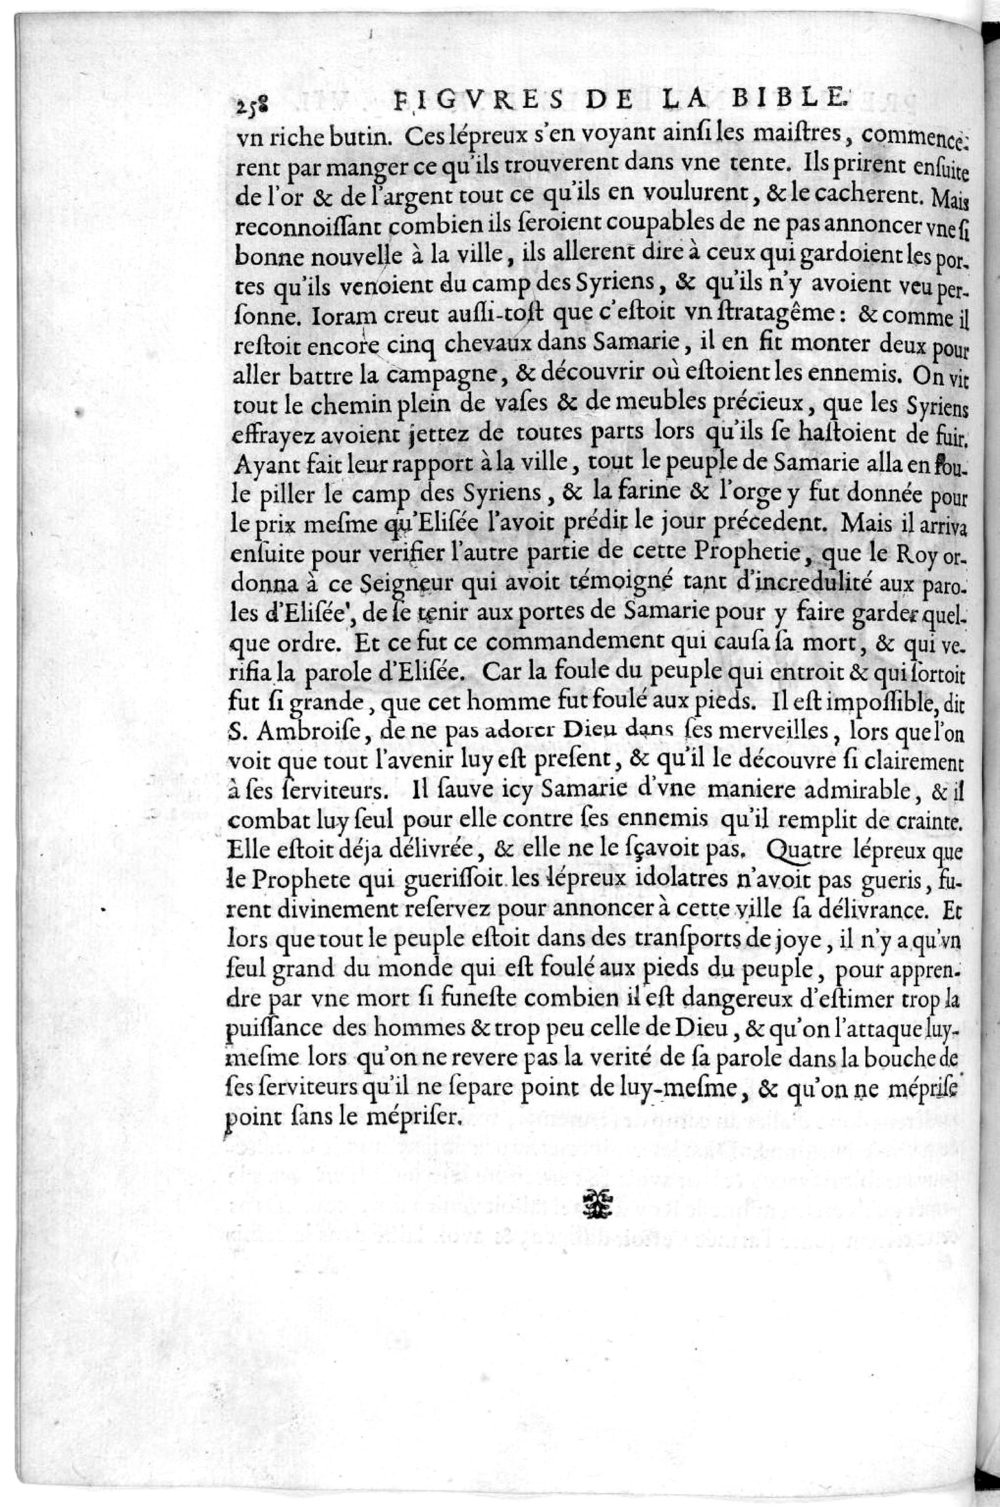 258 FIGVRES DE LA BIBLE.
vn riche butin. Ces lépreux s'en voyant ainſi les maiſtres, commence-
rent par manger ce qu'ils trouverent dans vne tente. Ils prirent enſuite
de l'or & de l'argent tout ce qu'ils en voulurent, & le cacherent. Mais
reconnoiſſant combien ils ſeroient coupables de ne pas annoncer vne ſi
bonne nouvelle à la ville, ils allerent dire à ceux qui gardoient les por-
tes qu'ils venoient du camp des Syriens, & qu'ils n'y avoient veu per-
ſonne. Ioram creut auſſi-toſt que c'eſtoit vn ſtratagême: & comme il
reſtoit encore cinq chevaux dans Samarie, il en fit monter deux pour
aller battre la campagne, & découvrir où eſtoient les ennemis. On vit
tout le chemin plein de vaſes & de meubles précieux, que les Syriens
effrayez avoient jettez de toutes parts lors qu'ils ſe haſtoient de fuir.
Ayant fait leur rapport à la ville, tout le peuple de Samarie alla en fou-
le piller le camp des Syriens, & la farine & l'orge y fut donnée pour
le prix meſme qu'Eliſée l'avoit prédit le jour précedent. Mais il arriva
enſuite pour verifier l'autre partie de cette Prophetie, que le Roy or-
donna à ce Seigneur qui avoit témoigné tant d'incredulité aux paro-
les d'Eliſée, de ſe tenir aux portes de Samarie pour y faire garder quel-
que ordre. Et ce fut ce commandement qui cauſa ſa mort, & qui ve-
rifia la parole d'Eliſée. Car la foule du peuple qui entroit & qui ſortoit
fut ſi grande, que cet homme fut foulé aux pieds. Il eſt impoſſible, dit
S. Ambroiſe, de ne pas adorer Dieu dans ſes merveilles, lors que l'on
voit que tout l'avenir luy eſt preſent, & qu'il le découvre ſi clairement
à ſes ſerviteurs. Il ſauve icy Samarie d'vne maniere admirable, & il
combat luy ſeul pour elle contre ſes ennemis qu'il remplit de crainte.
Elle eſtoit déja délivrée, & elle ne le ſçavoit pas. Quatre lépreux que
le Prophete qui gueriſſoit les lépreux idolatres n'avoit pas gueris, fu-
rent divinement reſervez pour annoncer à cette ville ſa délivrance. Et
lors que tout le peuple eſtoit dans des tranſports de joye, il n'y a qu'vn
ſeul grand du monde qui eſt foulé aux pieds du peuple, pour appren-
dre par vne mort ſi funeſte combien il eſt dangereux d'eſtimer trop la
puiſſance des hommes & trop peu celle de Dieu, & qu'on l'attaque luy-
meſme lors qu'on ne revere pas la verité de ſa parole dans la bouche de
ſes ſerviteurs qu'il ne ſepare point de luy-meſme, & qu'on ne mépriſe
point ſans le mépriſer.